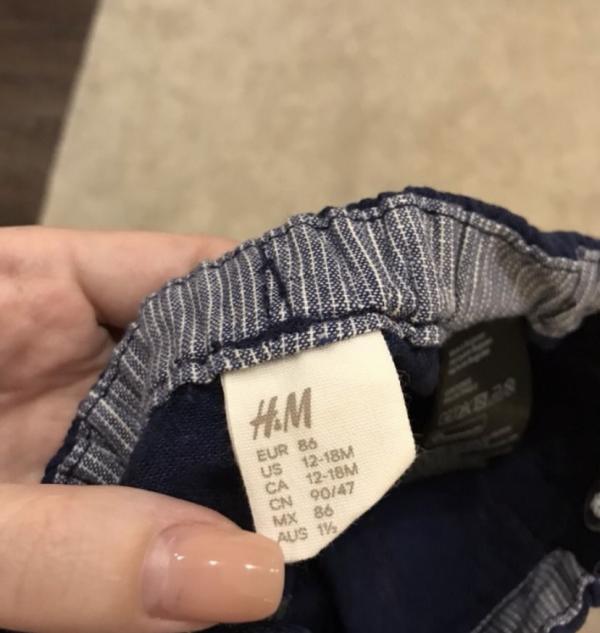 H&M
EUR 86
US 12-18M
CA 12-18M
CN 90/47
MX 86
AUS 1½